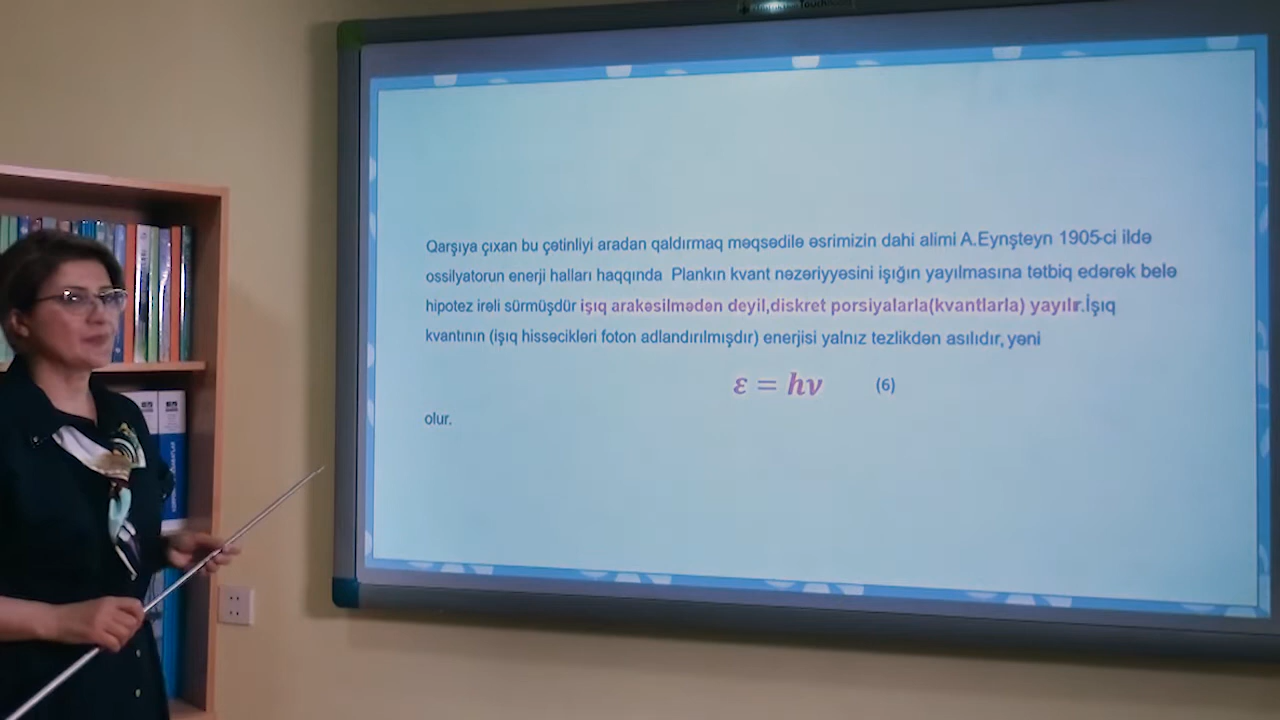 Qarşıya çıxan bu çətinliyi aradan qaldırmaq məqsədilə əsrimizin dahi alimi A.Eynşteyn 1905-ci ildə
ossilyatorun enerji halları haqqında Plankın kvant nəzəriyyəsini işığın yayılmasına tətbiq edərək belə
hipotez irəli sürmüşdür işıq arakəsilmədən deyil,diskret porsiyalarla(kvantlarla) yayılır.İşıq
kvantının (işıq hissəcikləri foton adlandırılmışdır) enerjisi yalnız tezlikdən asılıdır, yəni
ε = hν (6)
olur.